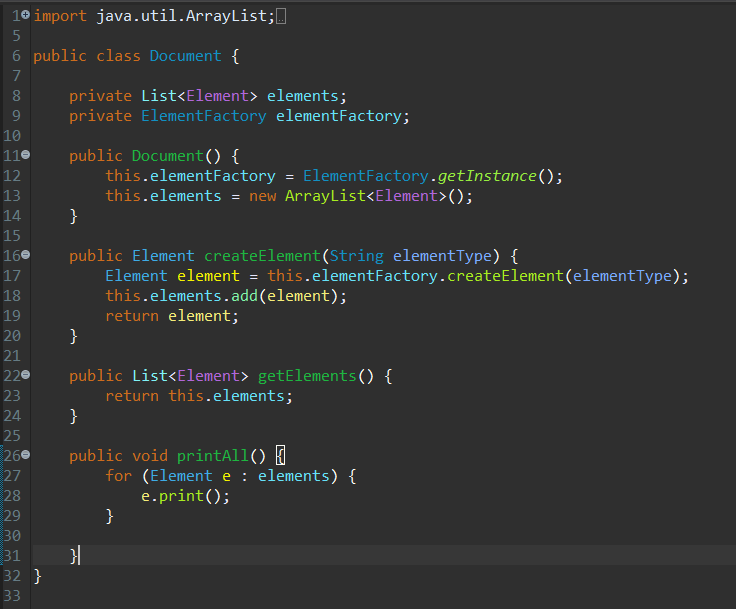 1 import java.util.ArrayList;
5
6 public class Document {
7
8     private List<Element> elements;
9     private ElementFactory elementFactory;
10
11     public Document() {
12         this.elementFactory = ElementFactory.getInstance();
13         this.elements = new ArrayList<Element>();
14     }
15
16     public Element createElement(String elementType) {
17         Element element = this.elementFactory.createElement(elementType);
18         this.elements.add(element);
19         return element;
20     }
21
22     public List<Element> getElements() {
23         return this.elements;
24     }
25
26     public void printAll() {
27         for (Element e : elements) {
28             e.print();
29         }
30
31     }
32 }
33